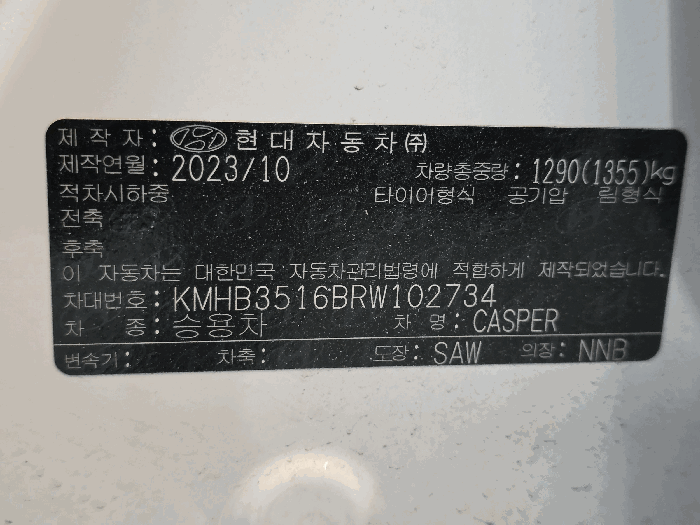 제 작 자 : 현대자동차㈜
제작연월 : 2023/10 차량총중량 : 1290(1355)kg
적차시하중 타이어형식 공기압 림형식
전축
후축
이 자동차는 대한민국 자동차관리법령에 적합하게 제작되었습니다.
차대번호 : KMHB3516BRW102734
차 종 : 승용차 차 명 : CASPER
변속기 : 차축 : 도장 : SAW 의장 : NNB